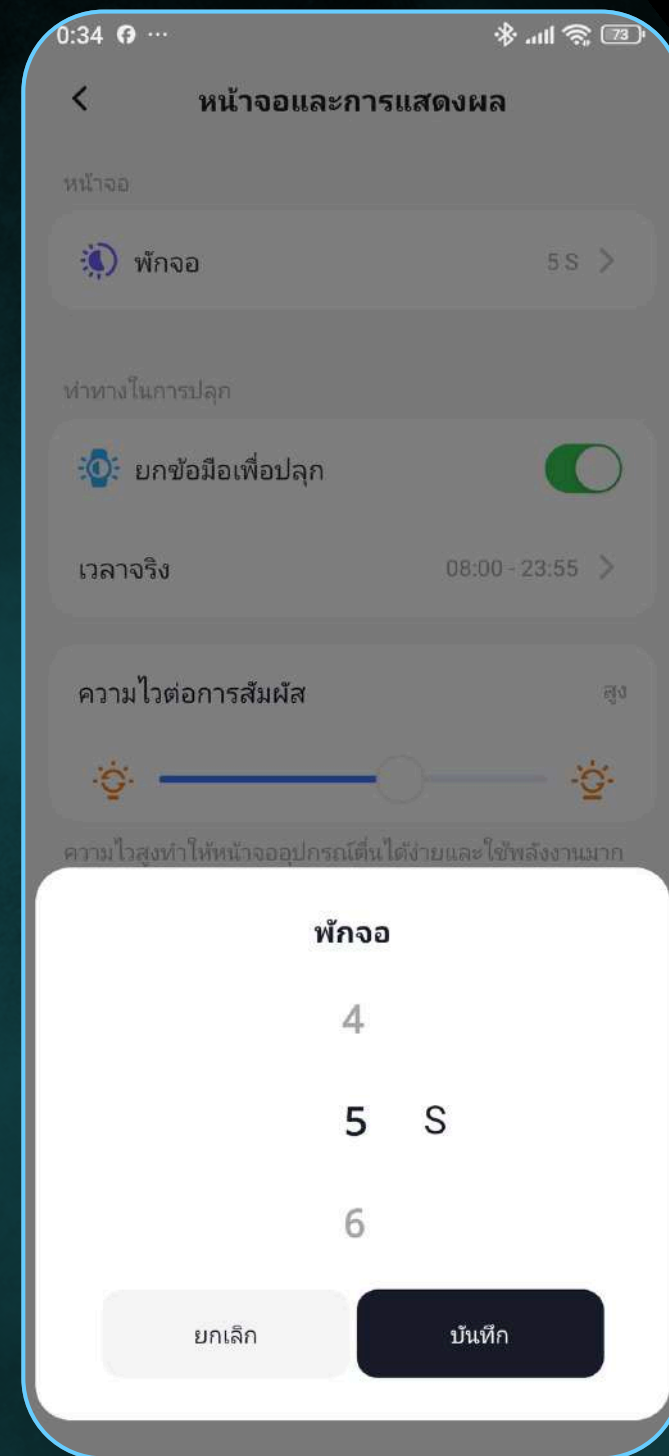 0:34 ... 73
หน้าจอและการแสดงผล
หน้าจอ
พักจอ 5 S
ท่าทางในการปลุก
ยกข้อมือเพื่อปลุก
เวลาจริง 08:00 - 23:55
ความไวต่อการสัมผัส สูง
ความไวสูงทำให้หน้าจออุปกรณ์ตื่นได้ง่ายและใช้พลังงานมาก
พักจอ
4
5 S
6
ยกเลิก บันทึก